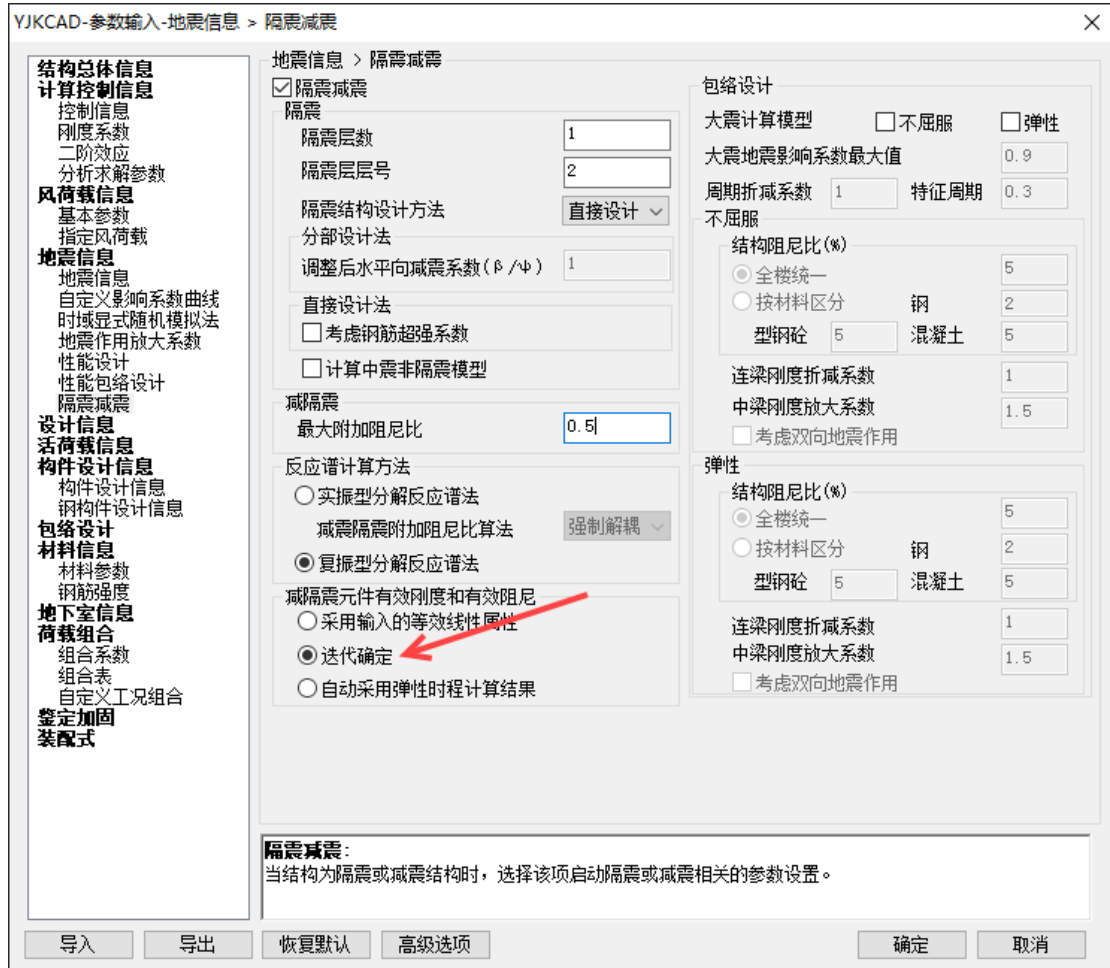 YJKCAD-参数输入-地震信息 > 隔震减震
结构总体信息
计算控制信息
控制信息
刚度系数
二阶效应
分析求解参数
风荷载信息
基本参数
指定风荷载
地震信息
地震信息
自定义影响系数曲线
时域显式随机模拟法
地震作用放大系数
性能设计
性能包络设计
隔震减震
设计信息
活荷载信息
构件设计信息
构件设计信息
钢构件设计信息
包络设计
材料信息
材料参数
钢筋强度
地下室信息
荷载组合
组合系数
组合表
自定义工况组合
鉴定加固
装配式
地震信息 > 隔震减震
隔震减震
隔震
隔震层数 1
隔震层层号 2
隔震结构设计方法 直接设计
分部设计法
调整后水平向减震系数(β/ψ) 1
直接设计法
考虑钢筋超强系数
计算中震非隔震模型
减隔震
最大附加阻尼比 0.5
反应谱计算方法
实振型分解反应谱法
减震隔震附加阻尼比算法 强制解耦
复振型分解反应谱法
减隔震元件有效刚度和有效阻尼
采用输入的等效线性属性
迭代确定
自动采用弹性时程计算结果
包络设计
大震计算模型 不屈服 弹性
大震地震影响系数最大值 0.9
周期折减系数 1 特征周期 0.3
不屈服
结构阻尼比(%)
全楼统一 5
按材料区分 钢 2
型钢砼 5 混凝土 5
连梁刚度折减系数 1
中梁刚度放大系数 1.5
考虑双向地震作用
弹性
结构阻尼比(%)
全楼统一 5
按材料区分 钢 2
型钢砼 5 混凝土 5
连梁刚度折减系数 1
中梁刚度放大系数 1.5
考虑双向地震作用
隔震减震:
当结构为隔震或减震结构时，选择该项启动隔震或减震相关的参数设置。
导入 导出 恢复默认 高级选项 确定 取消